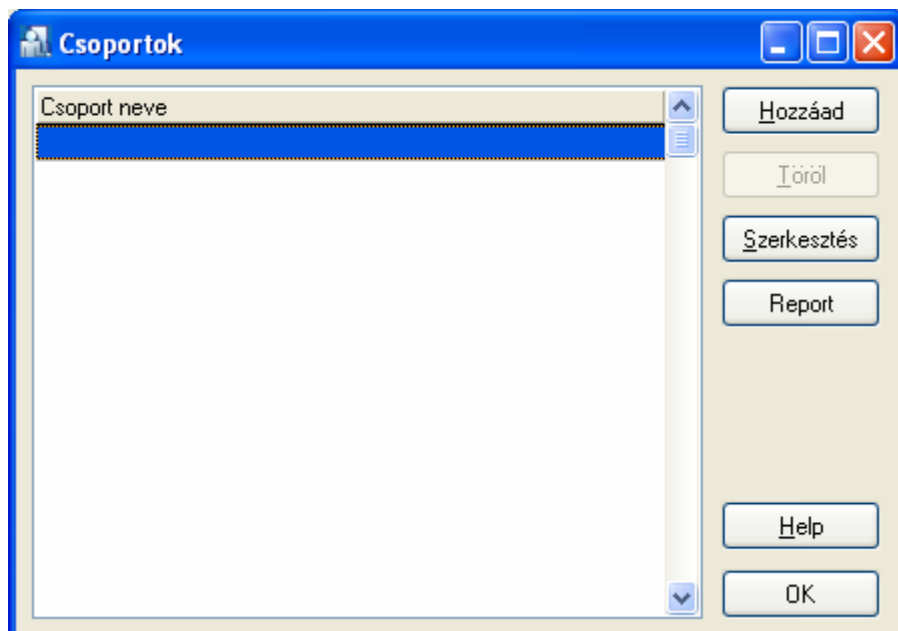 Csoportok
Csoport neve
Hozzáad
Töröl
Szerkesztés
Report
Help
OK